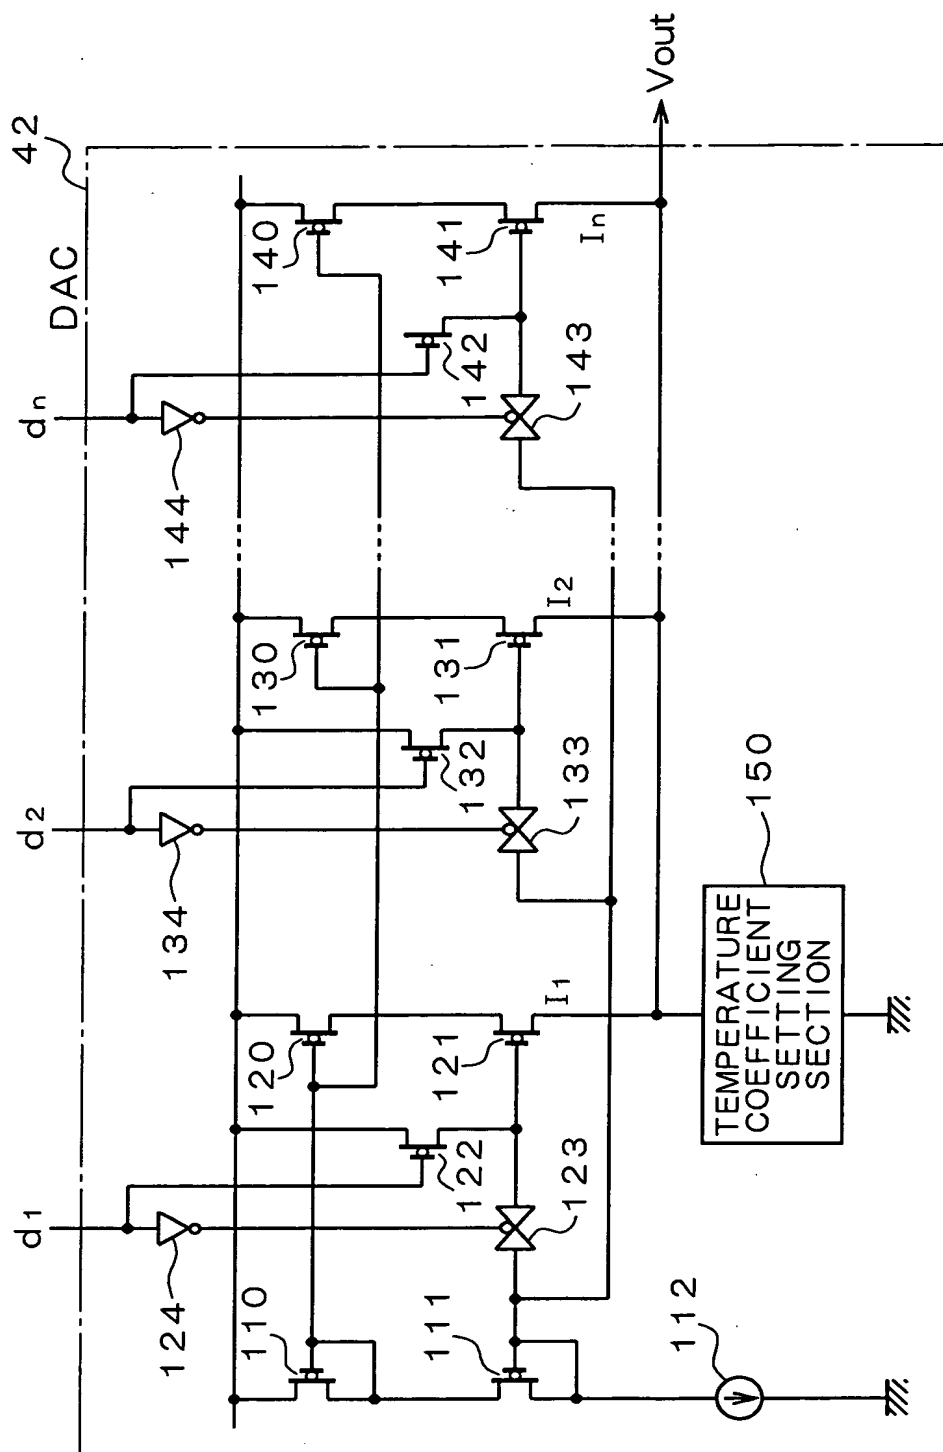 42
DAC
d1
d2
dn
124
134
144
110
120
122
130
132
140
142
111
121
123
131
133
141
143
I1
I2
In
Vout
112
150
TEMPERATURE
COEFFICIENT
SETTING
SECTION